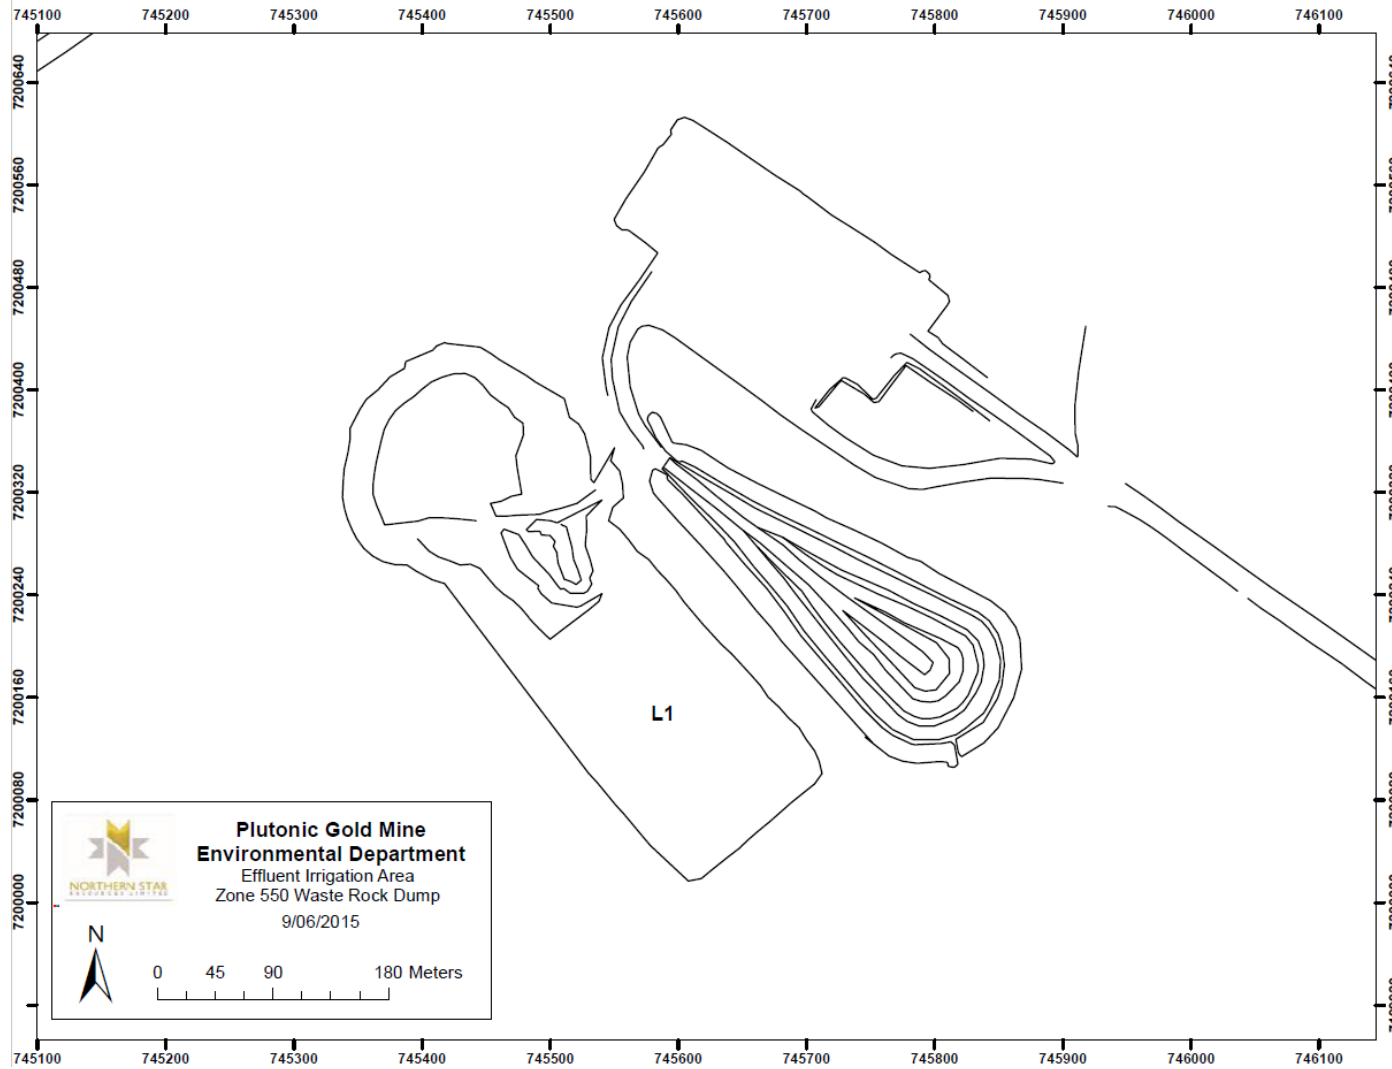 745100 745200 745300 745400 745500 745600 745700 745800 745900 746000 746100
7200640
7200560
7200480
7200400
7200320
7200240
7200160
7200080
7200000
L1
Plutonic Gold Mine
Environmental Department
Effluent Irrigation Area
Zone 550 Waste Rock Dump
9/06/2015
NORTHERN STAR
RESOURCES LIMITED
N
0 45 90 180 Meters
745100 745200 745300 745400 745500 745600 745700 745800 745900 746000 746100